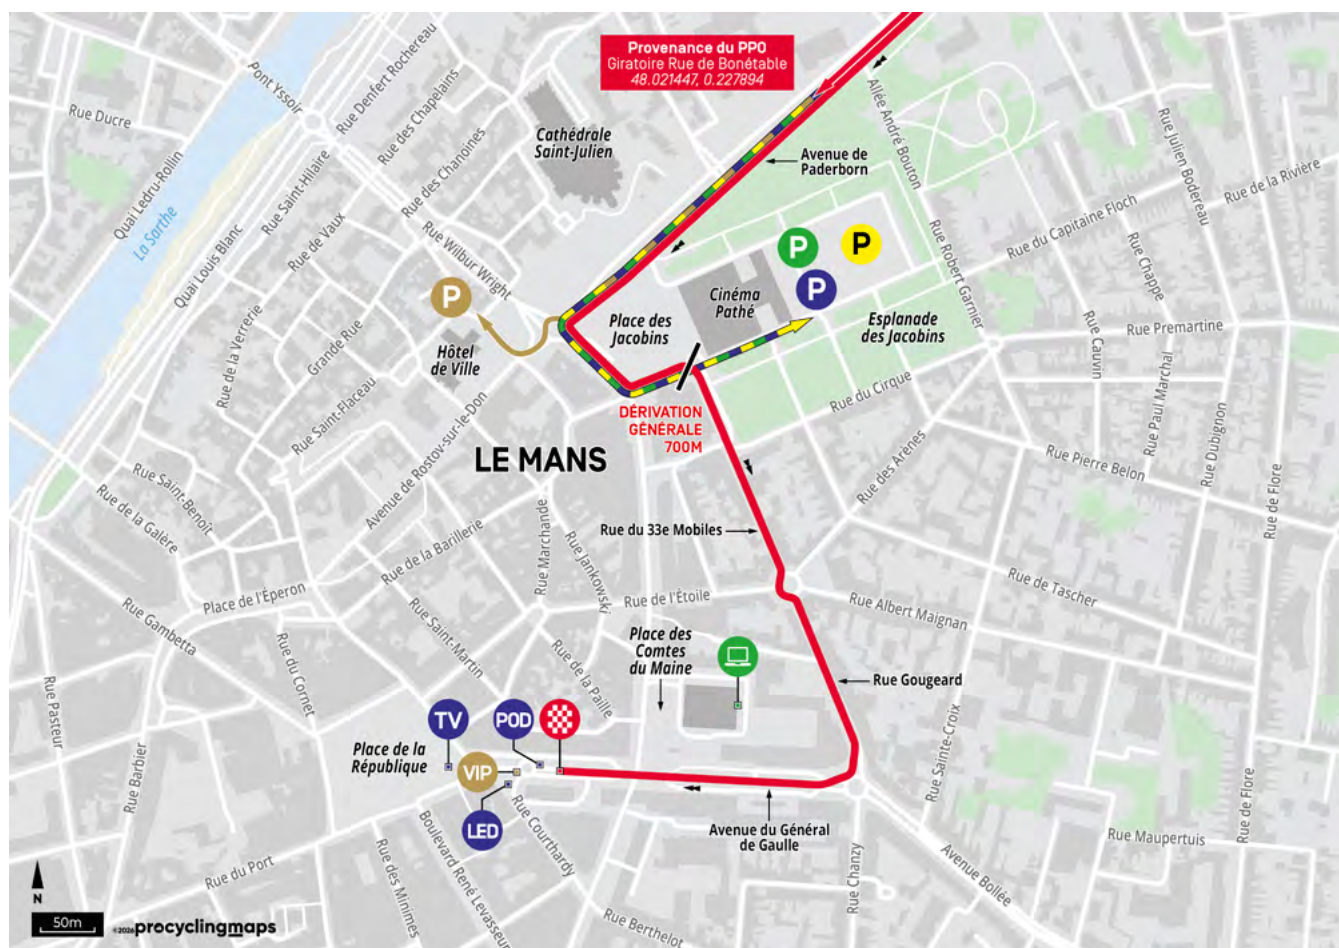 Provenance du PPO
Giratoire Rue de Bonétable
48.021447, 0.227894
Pont Yssoir
Rue Denfert Rochereau
Rue des Chapelains
Rue Ducre
Cathédrale
Saint-Julien
Allée André Bouton
Avenue de
Paderborn
Rue Julien Bodereau
Rue de la Rivière
Quai Ledru-Rollin
La Sarthe
Rue Saint-Hilaire
Rue des Chanoines
Rue de Vaux
Quai Louis Blanc
Rue Wilbur Wright
Rue du Capitaine Floch
Rue Robert Garnier
Rue Chappe
P
P
P
P
Cinéma
Pathé
Place des
Jacobins
Esplanade
des Jacobins
Rue Premartine
Rue Cauvin
Rue de la Verrerie
Grande Rue
Hôtel
de Ville
Rue Saint-Flaceau
Rue du Cirque
Rue Paul Marchal
Rue Dubignon
DÉRIVATION
GÉNÉRALE
700M
LE MANS
Avenue de Rostov-sur-le-Don
Rue des Arènes
Rue Pierre Belon
Rue de Flore
Rue Saint-Benoît
Rue de la Galère
Rue Marchande
Rue du 33e Mobiles
Rue de la Barillerie
Rue Jankowski
Rue de Tascher
Place de l'Éperon
Rue de l'Étoile
Rue Albert Maignan
Rue Gambetta
Rue Saint-Martin
Place des
Comtes
du Maine
Rue du Cornet
Rue de la Paille
Rue Gougeard
Rue Pasteur
Rue Barbier
TV
POD
Place de la
République
VIP
LED
Rue Sainte-Croix
Rue de Flore
Rue Courthardy
Avenue du Général
de Gaulle
Rue Maupertuis
Rue du Port
Boulevard René Levasseur
Rue des Minimes
Rue Chanzy
Avenue Bollée
Rue Berthelot
N
50m
©2026 procyclingmaps